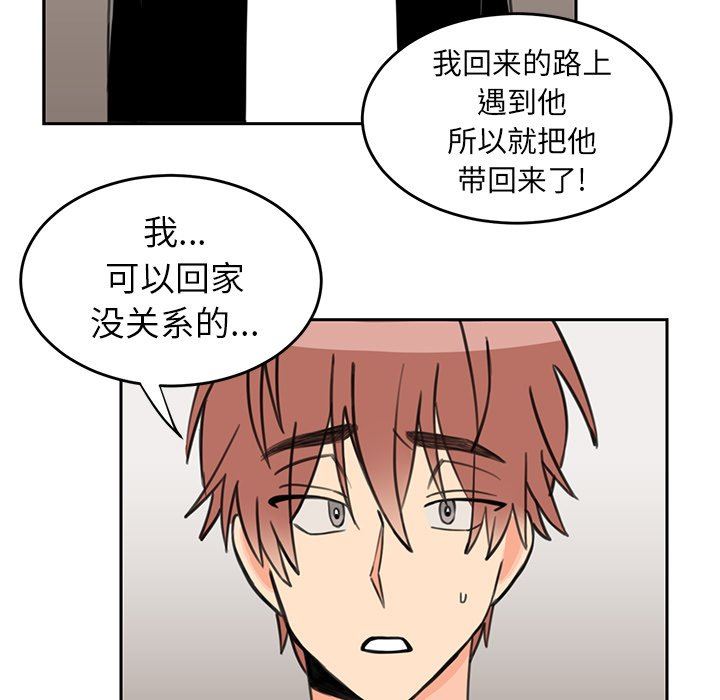 我回来的路上
遇到他
所以就把他
带回来了!
我…
可以回家
没关系的…